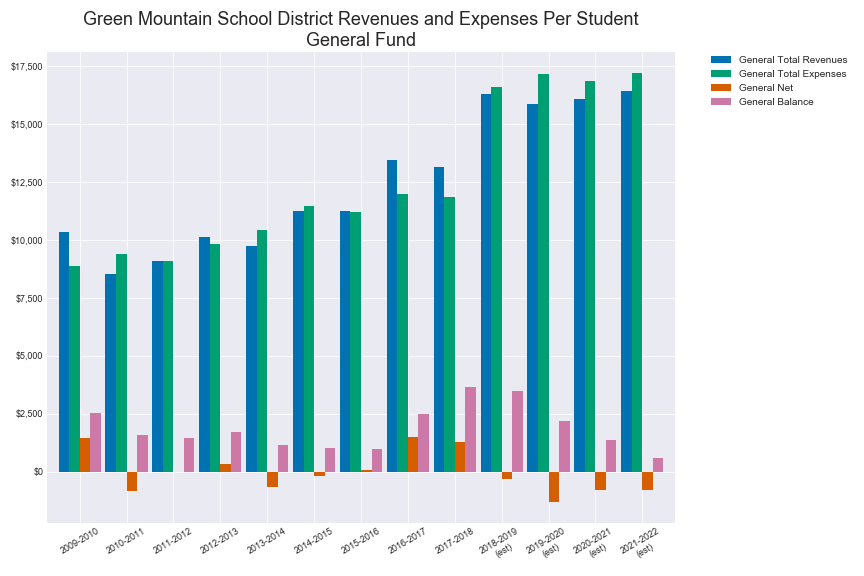 Green Mountain School District Revenues and Expenses Per Student
General Fund
$17,500
$15,000
$12,500
$10,000
$7,500
$5,000
$2,500
$0
General Total Revenues
General Total Expenses
General Net
General Balance
2009-2010
2010-2011
2011-2012
2012-2013
2013-2014
2014-2015
2015-2016
2016-2017
2017-2018
2018-2019
(est)
2019-2020
(est)
2020-2021
(est)
2021-2022
(est)